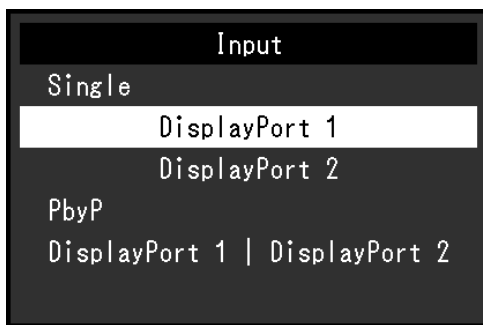 Input
Single
DisplayPort 1
DisplayPort 2
PbyP
DisplayPort 1 | DisplayPort 2